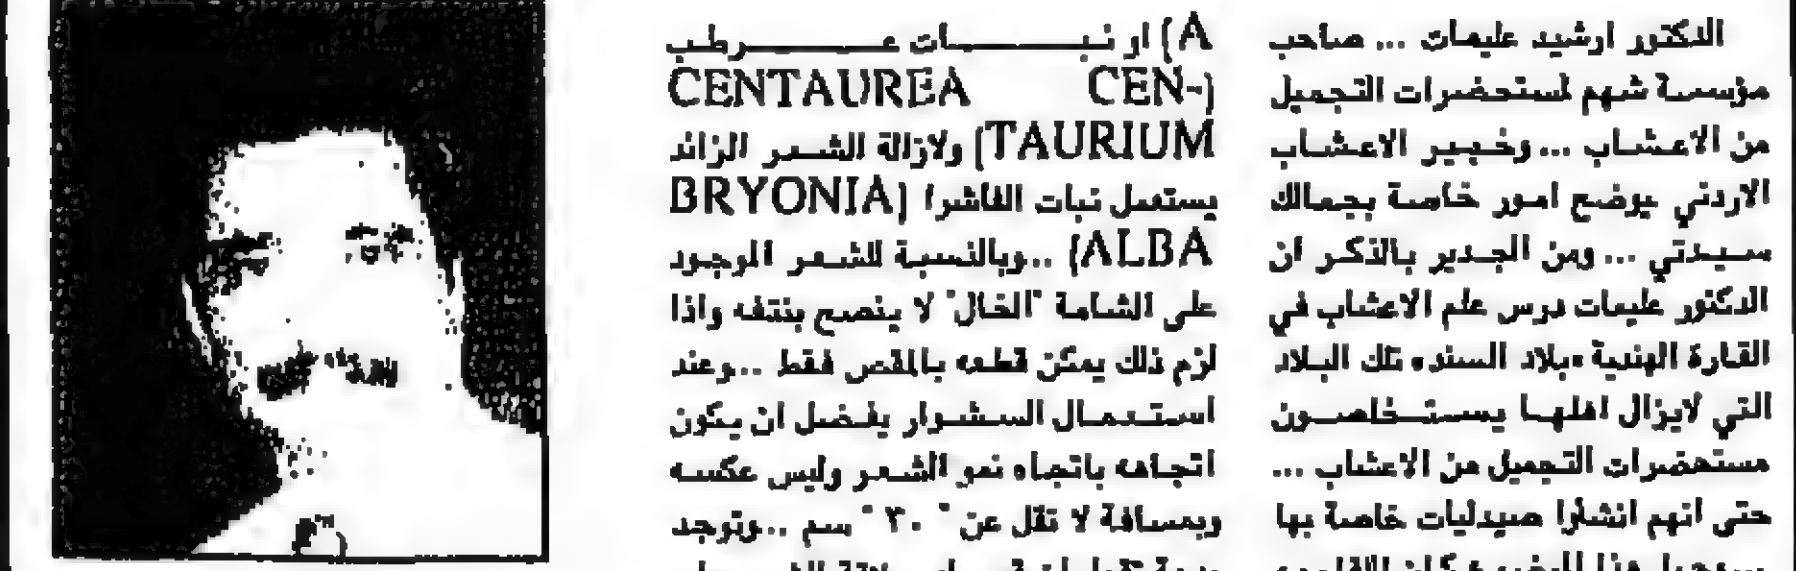 الدكتور ارشيد عليمات ... صاحب
مؤسسة شهم لمستحضرات التجميل
من الاعشاب ... وخبير الاعشاب
الاردني يوضح امور خاصة بجمالك
سيدتي ... ومن الجدير بالذكر ان
الدكتور عليمات درس علم الاعشاب في
القارة الهندية «بلاد السند» تلك البلاد
التي لايزال اهلها يستخلصون
مستحضرات التجميل من الاعشاب ...
حتى انهم انشأوا صيدليات خاصة بها
A) او نبات عرطب
(CENTAUREA CEN-
TAURIUM) ولازالة الشعر الزائد
يستعمل نبات الفاشرا (BRYONIA
ALBA) ..وبالنسبة للشعر الموجود
على الشامة "الخال" لا ينصح بنتفه واذا
لزم ذلك يمكن قطعه بالمقص فقط ..وعند
استعمال السشوار يفضل ان يكون
اتجاهه باتجاه نمو الشعر وليس عكسه
وبمسافة لا تقل عن "٣٠" سم ..وتوجد